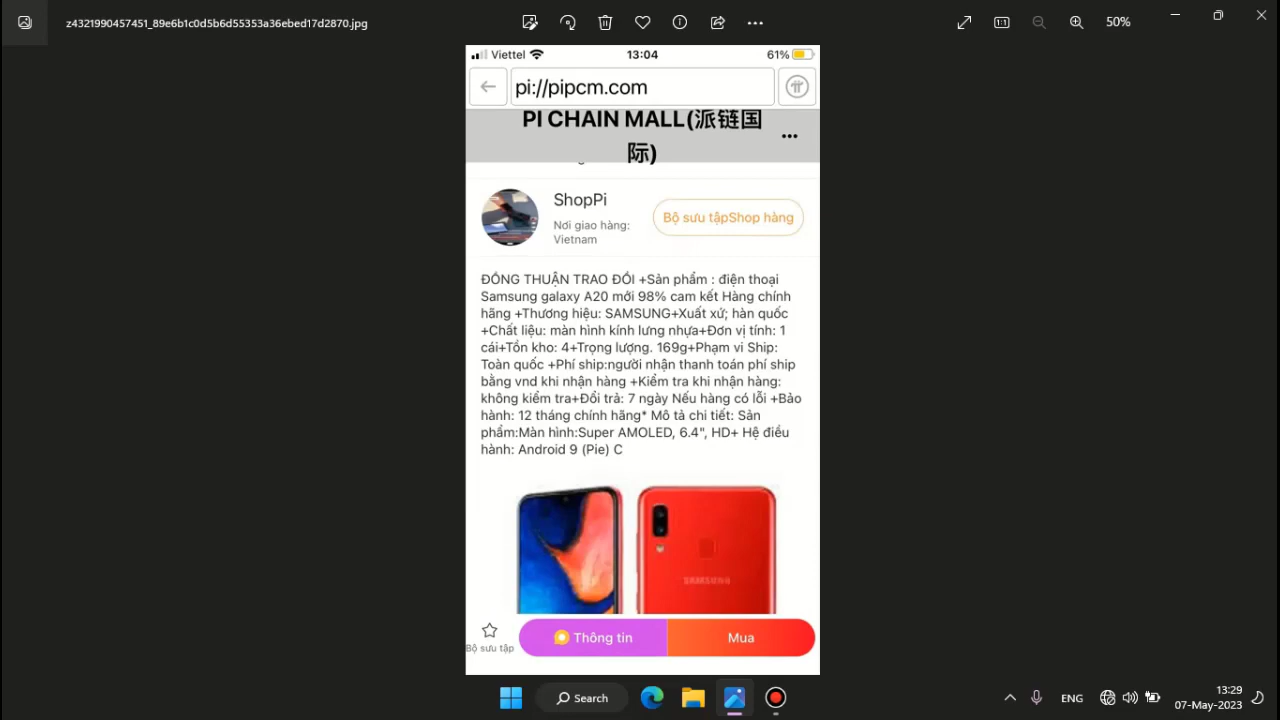 z4321990457451_89e6b1c0d5b6d55353a36ebed17d2870.jpg
50%
Viettel 13:04 61%
pi://pipcm.com
PI CHAIN MALL(派链国
际)
ShopPi
Nơi giao hàng:
Vietnam
Bộ sưu tậpShop hàng
ĐỒNG THUẬN TRAO ĐỔI +Sản phẩm : điện thoại
Samsung galaxy A20 mới 98% cam kết Hàng chính
hãng +Thương hiệu: SAMSUNG+Xuất xứ; hàn quốc
+Chất liệu: màn hình kính lưng nhựa+Đơn vị tính: 1
cái+Tồn kho: 4+Trọng lượng. 169g+Phạm vi Ship:
Toàn quốc +Phí ship:người nhận thanh toán phí ship
bằng vnd khi nhận hàng +Kiểm tra khi nhận hàng:
không kiểm tra+Đổi trả: 7 ngày Nếu hàng có lỗi +Bảo
hành: 12 tháng chính hãng* Mô tả chi tiết: Sản
phẩm:Màn hình:Super AMOLED, 6.4", HD+ Hệ điều
hành: Android 9 (Pie) C
SAMSUNG
Bộ sưu tập
Thông tin
Mua
Search
ENG
13:29
07-May-2023